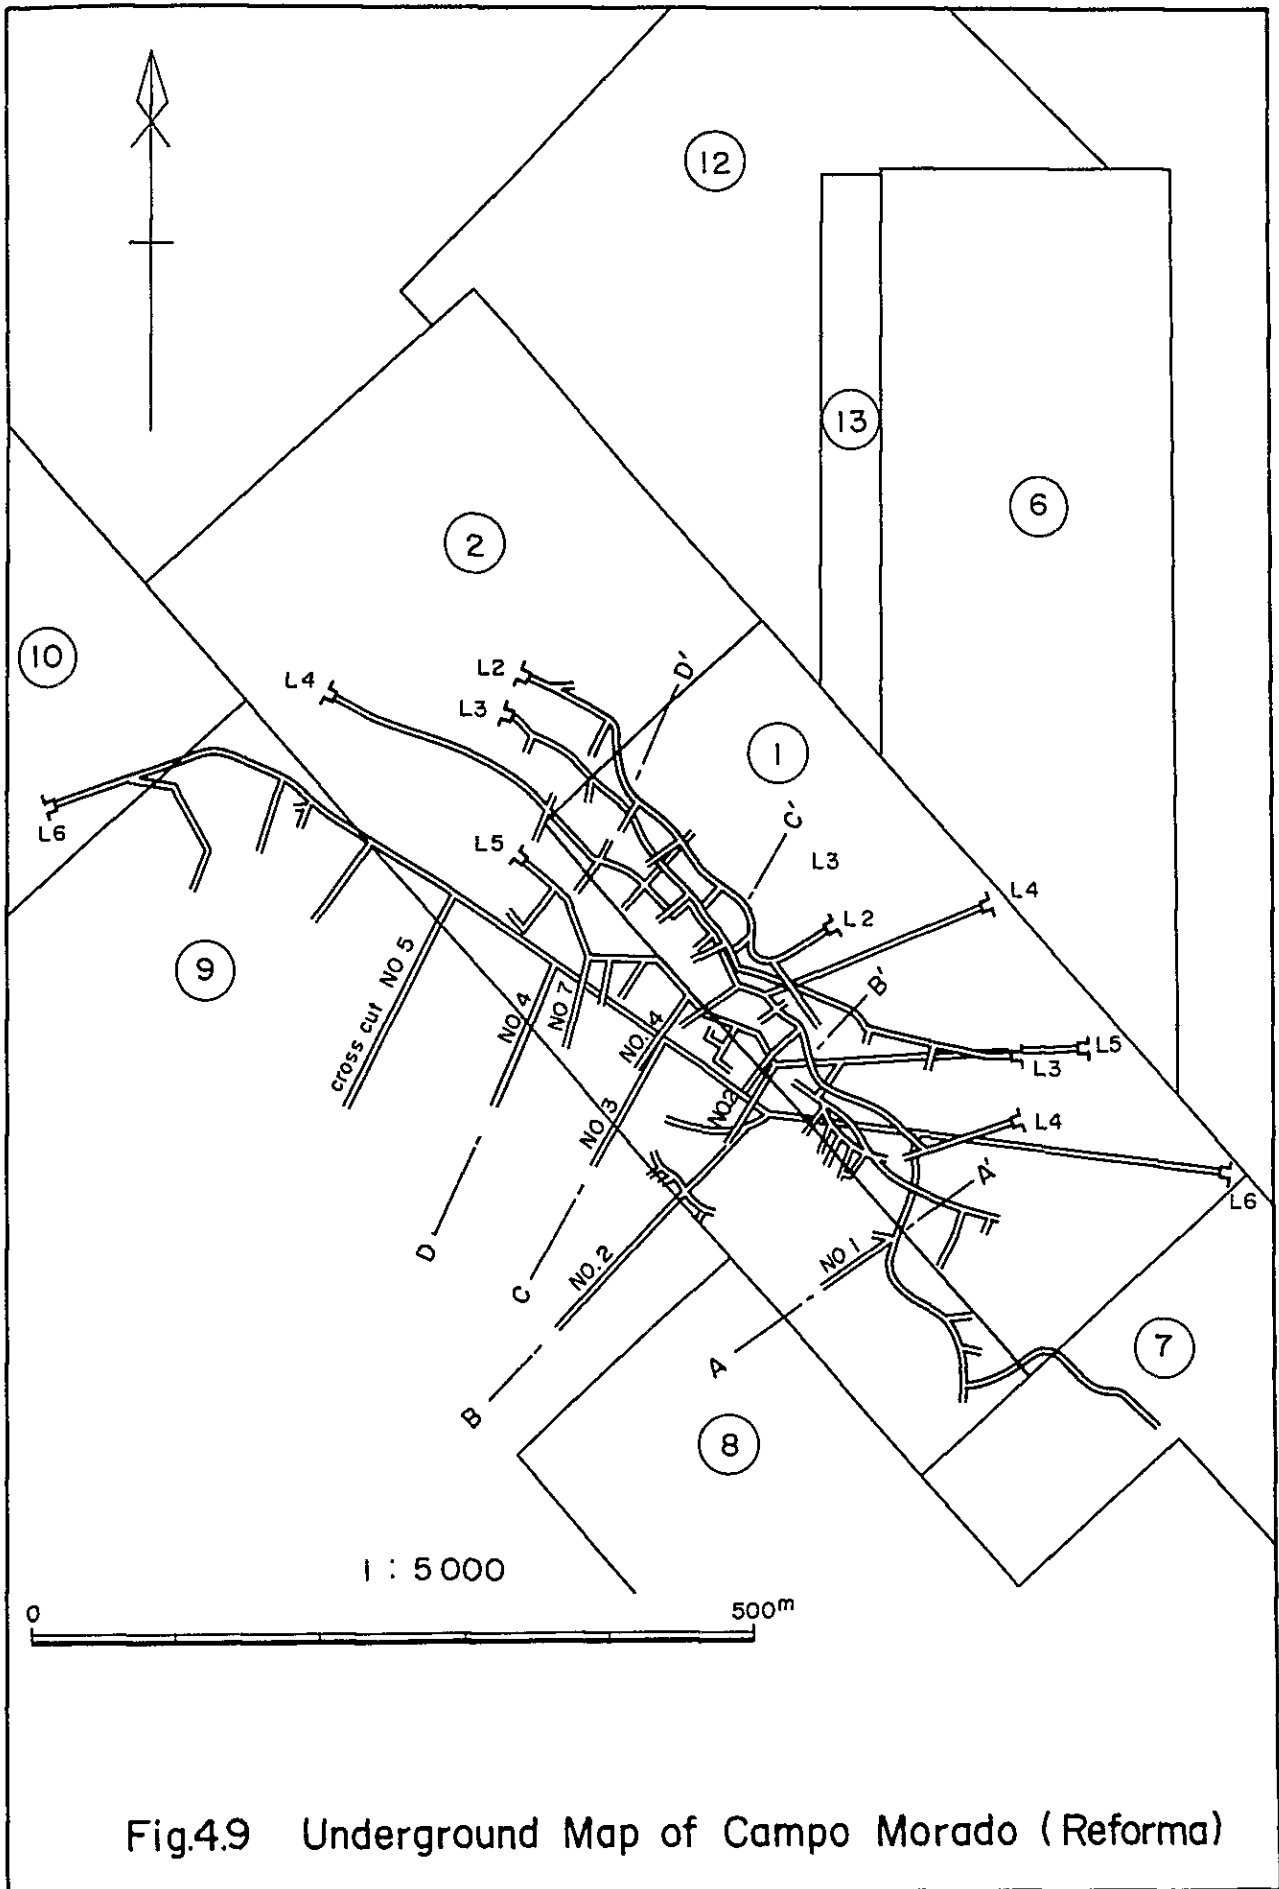 12
13
6
2
10
L2
D'
L4
L3
1
C'
L6
L5
L3
L4
L2
9
cross cut NO 5
B'
NO. 4
NO 7
NO. 4
L5
L3
NO2
NO. 3
L4
A'
L6
D
NO 1
C
NO. 2
7
A
B
8
1 : 5000
0
500m
Fig.4.9 Underground Map of Campo Morado (Reforma)